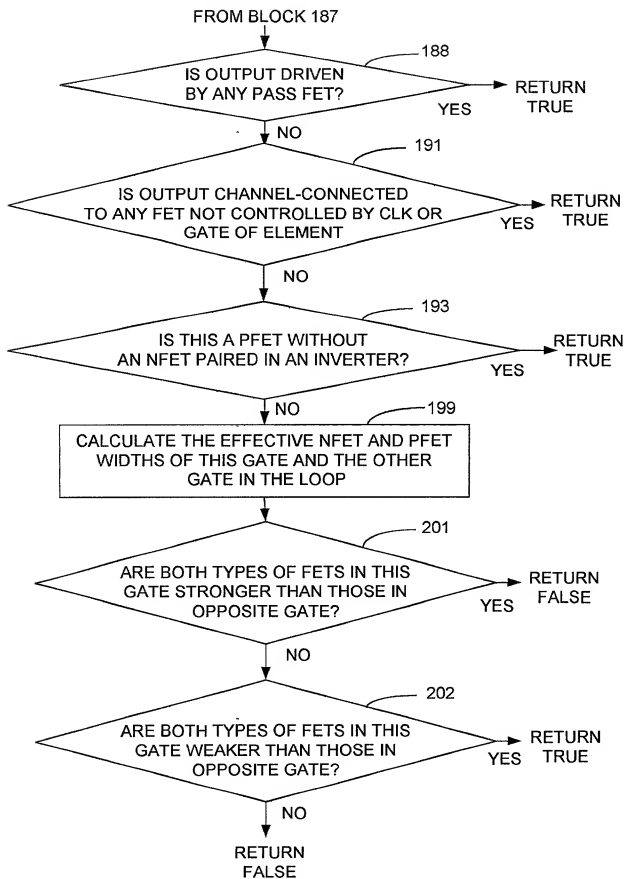 FROM BLOCK 187
188
IS OUTPUT DRIVEN
BY ANY PASS FET?
YES
RETURN
TRUE
NO
191
IS OUTPUT CHANNEL-CONNECTED
TO ANY FET NOT CONTROLLED BY CLK OR
GATE OF ELEMENT
YES
RETURN
TRUE
NO
193
IS THIS A PFET WITHOUT
AN NFET PAIRED IN AN INVERTER?
YES
RETURN
TRUE
NO
199
CALCULATE THE EFFECTIVE NFET AND PFET
WIDTHS OF THIS GATE AND THE OTHER
GATE IN THE LOOP
201
ARE BOTH TYPES OF FETS IN THIS
GATE STRONGER THAN THOSE IN
OPPOSITE GATE?
YES
RETURN
FALSE
NO
202
ARE BOTH TYPES OF FETS IN THIS
GATE WEAKER THAN THOSE IN
OPPOSITE GATE?
YES
RETURN
TRUE
NO
RETURN
FALSE